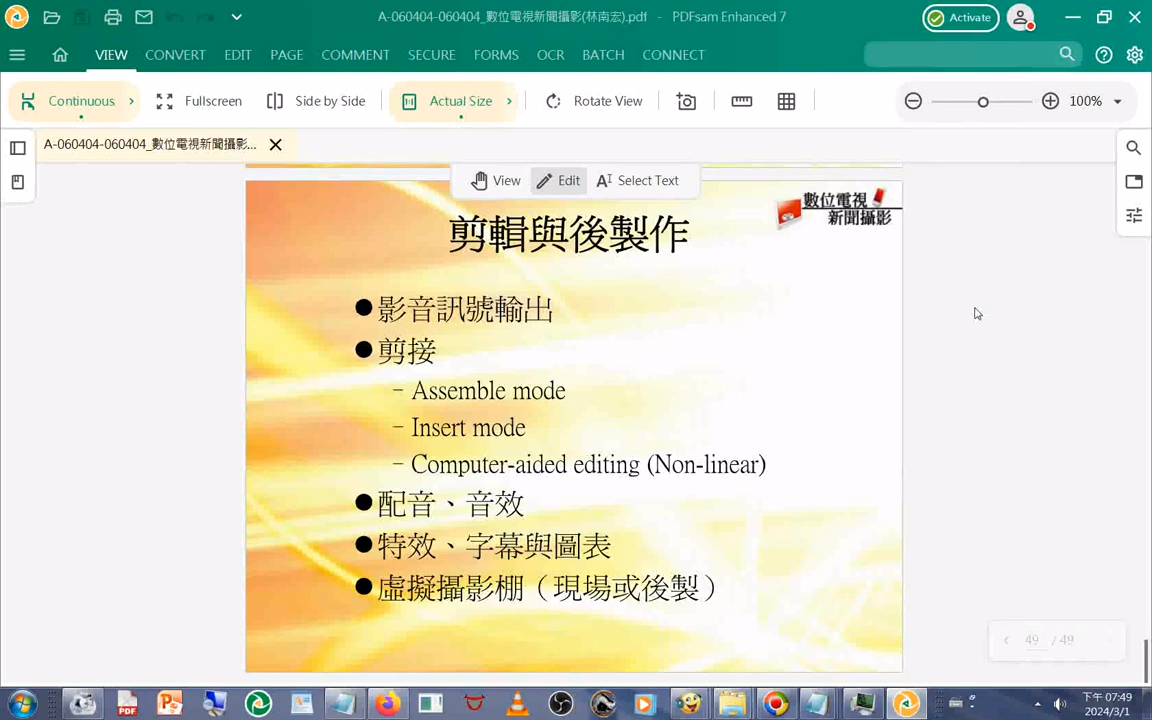 A-060404-060404_數位電視新聞攝影(林南宏).pdf - PDFsam Enhanced 7
Activate
VIEW CONVERT EDIT PAGE COMMENT SECURE FORMS OCR BATCH CONNECT
Continuous Fullscreen Side by Side Actual Size Rotate View 100%
A-060404-060404_數位電視新聞攝影...
View Edit Select Text
數位電視
新聞攝影
剪輯與後製作
●影音訊號輸出
●剪接
– Assemble mode
– Insert mode
– Computer-aided editing (Non-linear)
●配音、音效
●特效、字幕與圖表
●虛擬攝影棚（現場或後製）
49 / 49
PDF
下午 07:49
2024/3/1